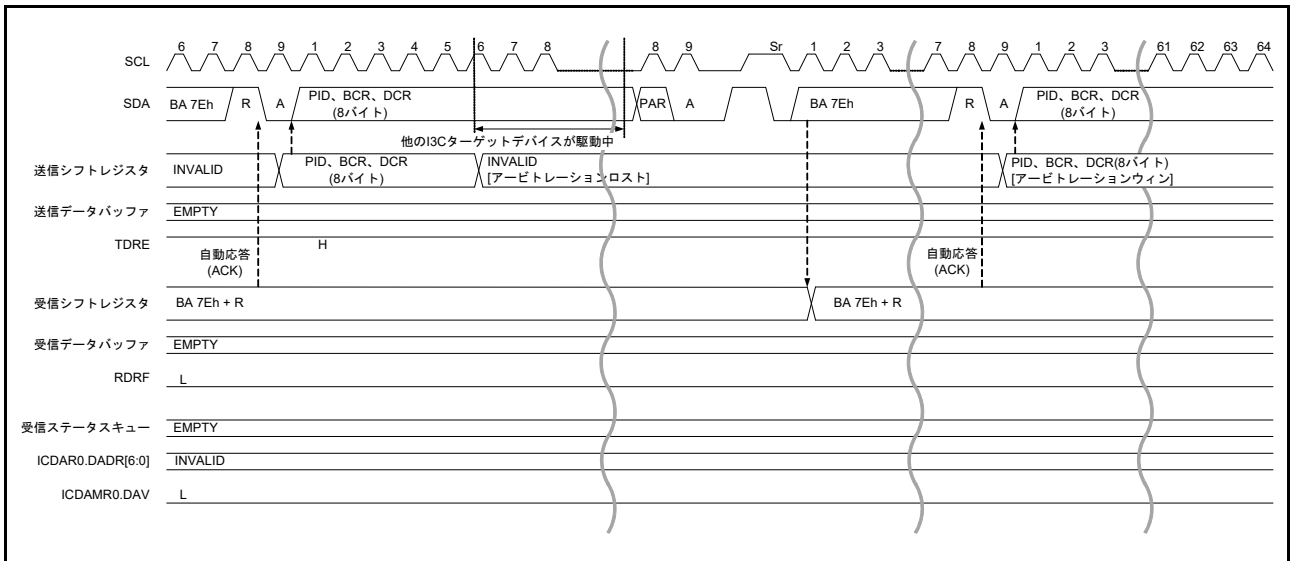 SCL 6 7 8 9 1 2 3 4 5 6 7 8 8 9 Sr 1 2 3 7 8 9 1 2 3 61 62 63 64
SDA BA 7Eh R A PID、BCR、DCR PAR A BA 7Eh R A PID、BCR、DCR
(8バイト) (8バイト)
他のI3Cターゲットデバイスが駆動中
送信シフトレジスタ INVALID PID、BCR、DCR INVALID PID、BCR、DCR(8バイト)
(8バイト) [アービトレーションロスト] [アービトレーションウィン]
送信データバッファ EMPTY
TDRE H
自動応答 自動応答
(ACK) (ACK)
受信シフトレジスタ BA 7Eh + R BA 7Eh + R
受信データバッファ EMPTY
RDRF L
受信ステータスキュー EMPTY
ICDAR0.DADR[6:0] INVALID
ICDAMR0.DAV L